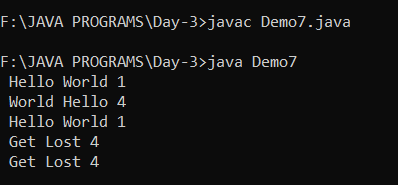 F:\JAVA PROGRAMS\Day-3>javac Demo7.java
F:\JAVA PROGRAMS\Day-3>java Demo7
Hello World 1
World Hello 4
Hello World 1
Get Lost 4
Get Lost 4